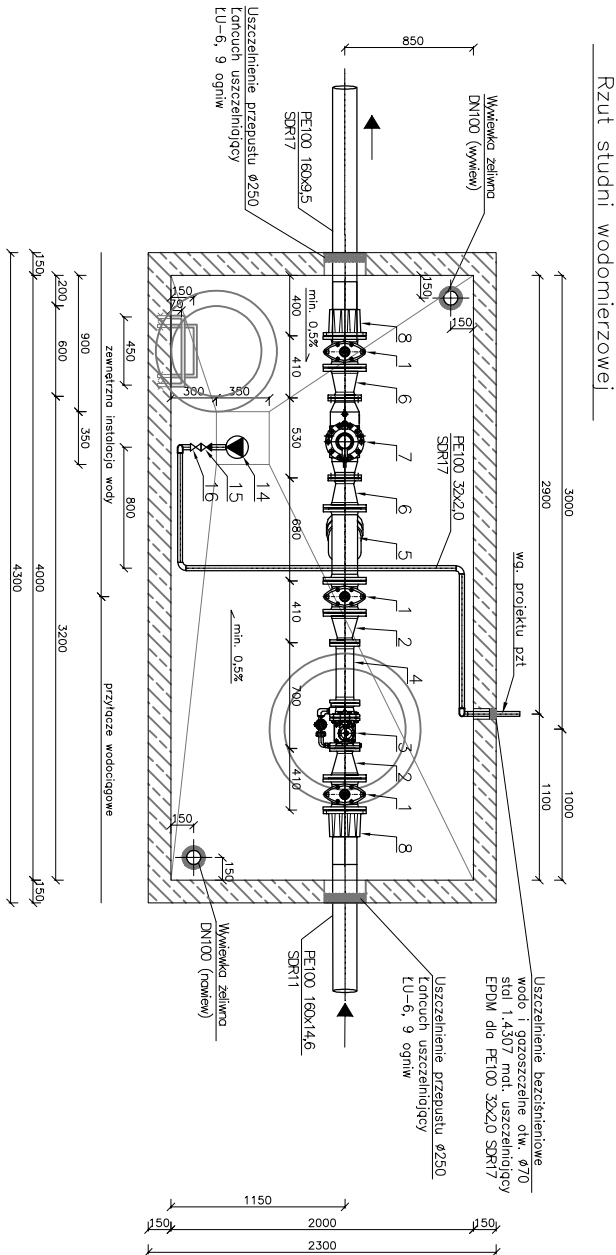 Rzut studni wodomierzowej
3000
1000
2900
1100
wg. projektu pzt
Uszczelnienie bezciśnieniowe
wodo i gazoszczelne otw. ø70
stal 1.4307 mat. uszczelniający
EPDM dla PE100 32x2,0 SDR17
Wywiewka żeliwna
DN100 (wywiew)
850
150
150
PE100 32x2,0
SDR17
PE100 160x9,5
SDR17
Uszczelnienie przepustu ø250
Łańcuch uszczelniający
ŁU-6, 9 ogniw
8
1
6
7
6
5
1
2
4
3
2
1
8
Uszczelnienie przepustu ø250
Łańcuch uszczelniający
ŁU-6, 9 ogniw
PE100 160x14,6
SDR11
400
410
530
680
410
700
410
min. 0,5%
min. 0,5%
300
350
14
15
16
150
70
150
150
Wywiewka żeliwna
DN100 (nawiew)
450
800
zewnętrzna instalacja wody
przyłącze wodociągowe
900
350
200
600
3200
150
4000
150
4300
1150
150
2000
150
2300